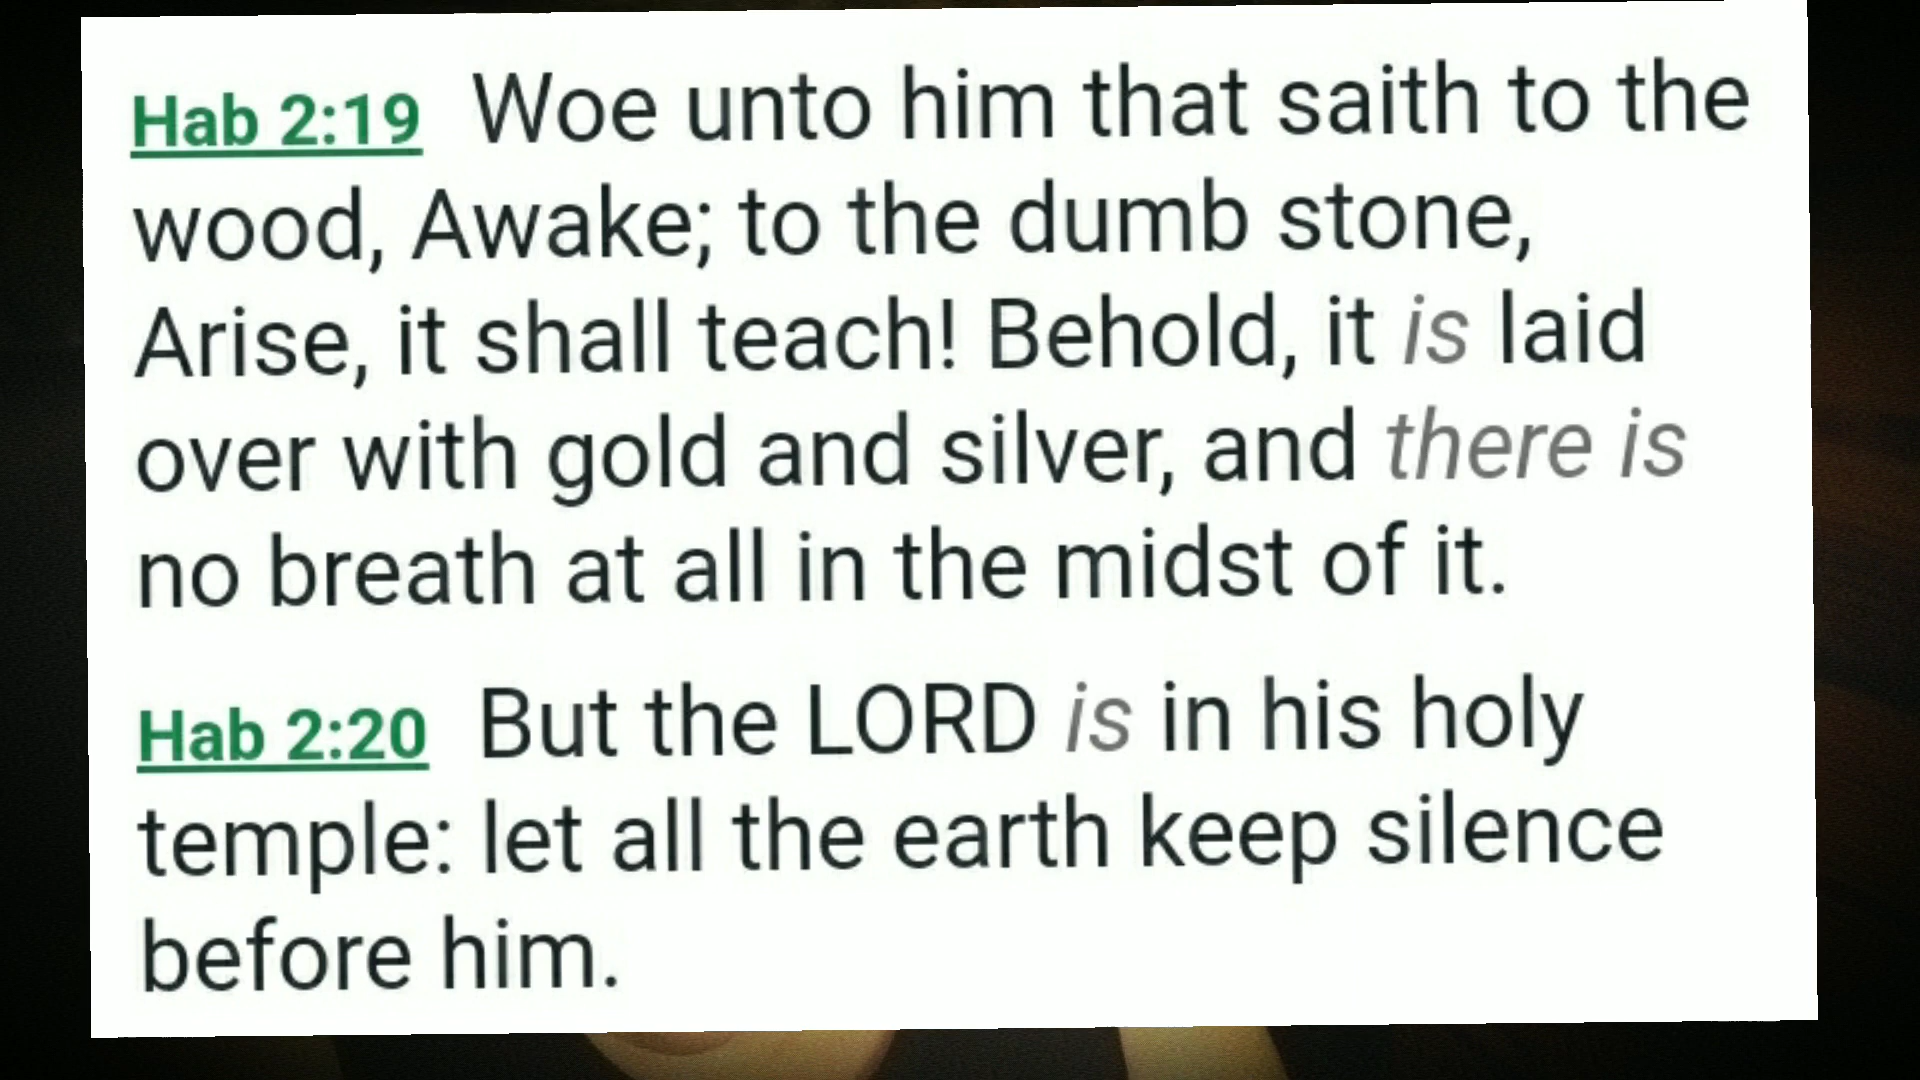 Hab 2:19 Woe unto him that saith to the
wood, Awake; to the dumb stone,
Arise, it shall teach! Behold, it is laid
over with gold and silver, and there is
no breath at all in the midst of it.
Hab 2:20 But the LORD is in his holy
temple: let all the earth keep silence
before him.